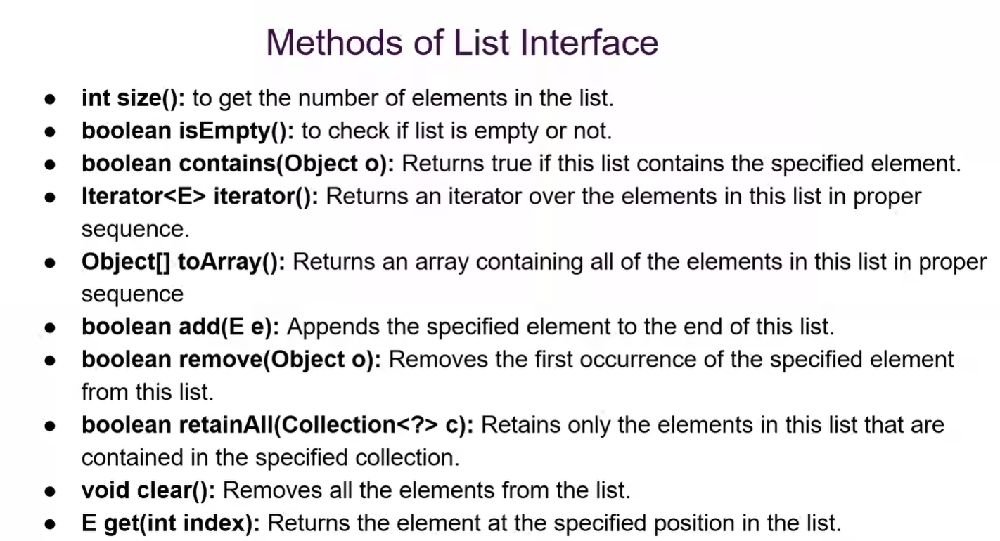 Methods of List Interface
● int size(): to get the number of elements in the list.
● boolean isEmpty(): to check if list is empty or not.
● boolean contains(Object o): Returns true if this list contains the specified element.
● Iterator<E> iterator(): Returns an iterator over the elements in this list in proper
sequence.
● Object[] toArray(): Returns an array containing all of the elements in this list in proper
sequence
● boolean add(E e): Appends the specified element to the end of this list.
● boolean remove(Object o): Removes the first occurrence of the specified element
from this list.
● boolean retainAll(Collection<?> c): Retains only the elements in this list that are
contained in the specified collection.
● void clear(): Removes all the elements from the list.
● E get(int index): Returns the element at the specified position in the list.